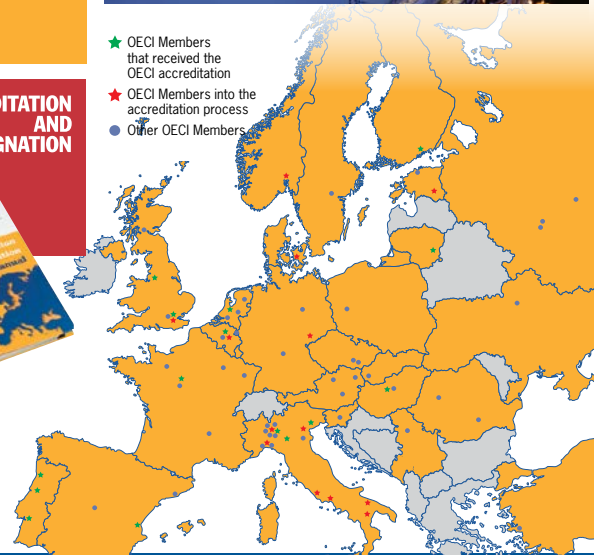 OECI Members
that received the
OECI accreditation
OECI Members into the
accreditation process
Other OECI Members
DITATION
AND
GNATION